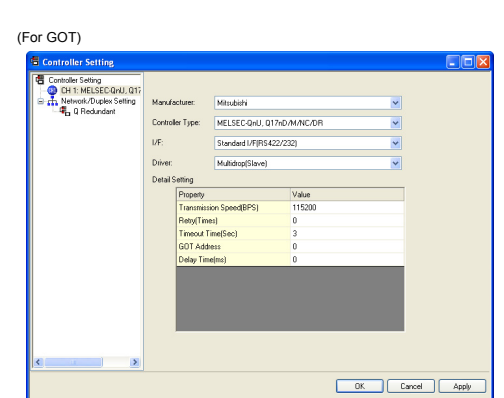 (For GOT)
Controller Setting
Controller Setting
CH 1: MELSEC-QnU, Q17
Network/Duplex Setting
Q Redundant
Manufacturer: Mitsubishi
Controller Type: MELSEC-QnU, Q17nD/M/NC/DR
I/F: Standard I/F(RS422/232)
Driver: Multidrop(Slave)
Detail Setting
Property Value
Transmission Speed(BPS) 115200
Retry(Times) 0
Timeout Time(Sec) 3
GOT Address 0
Delay Time(ms) 0
OK Cancel Apply